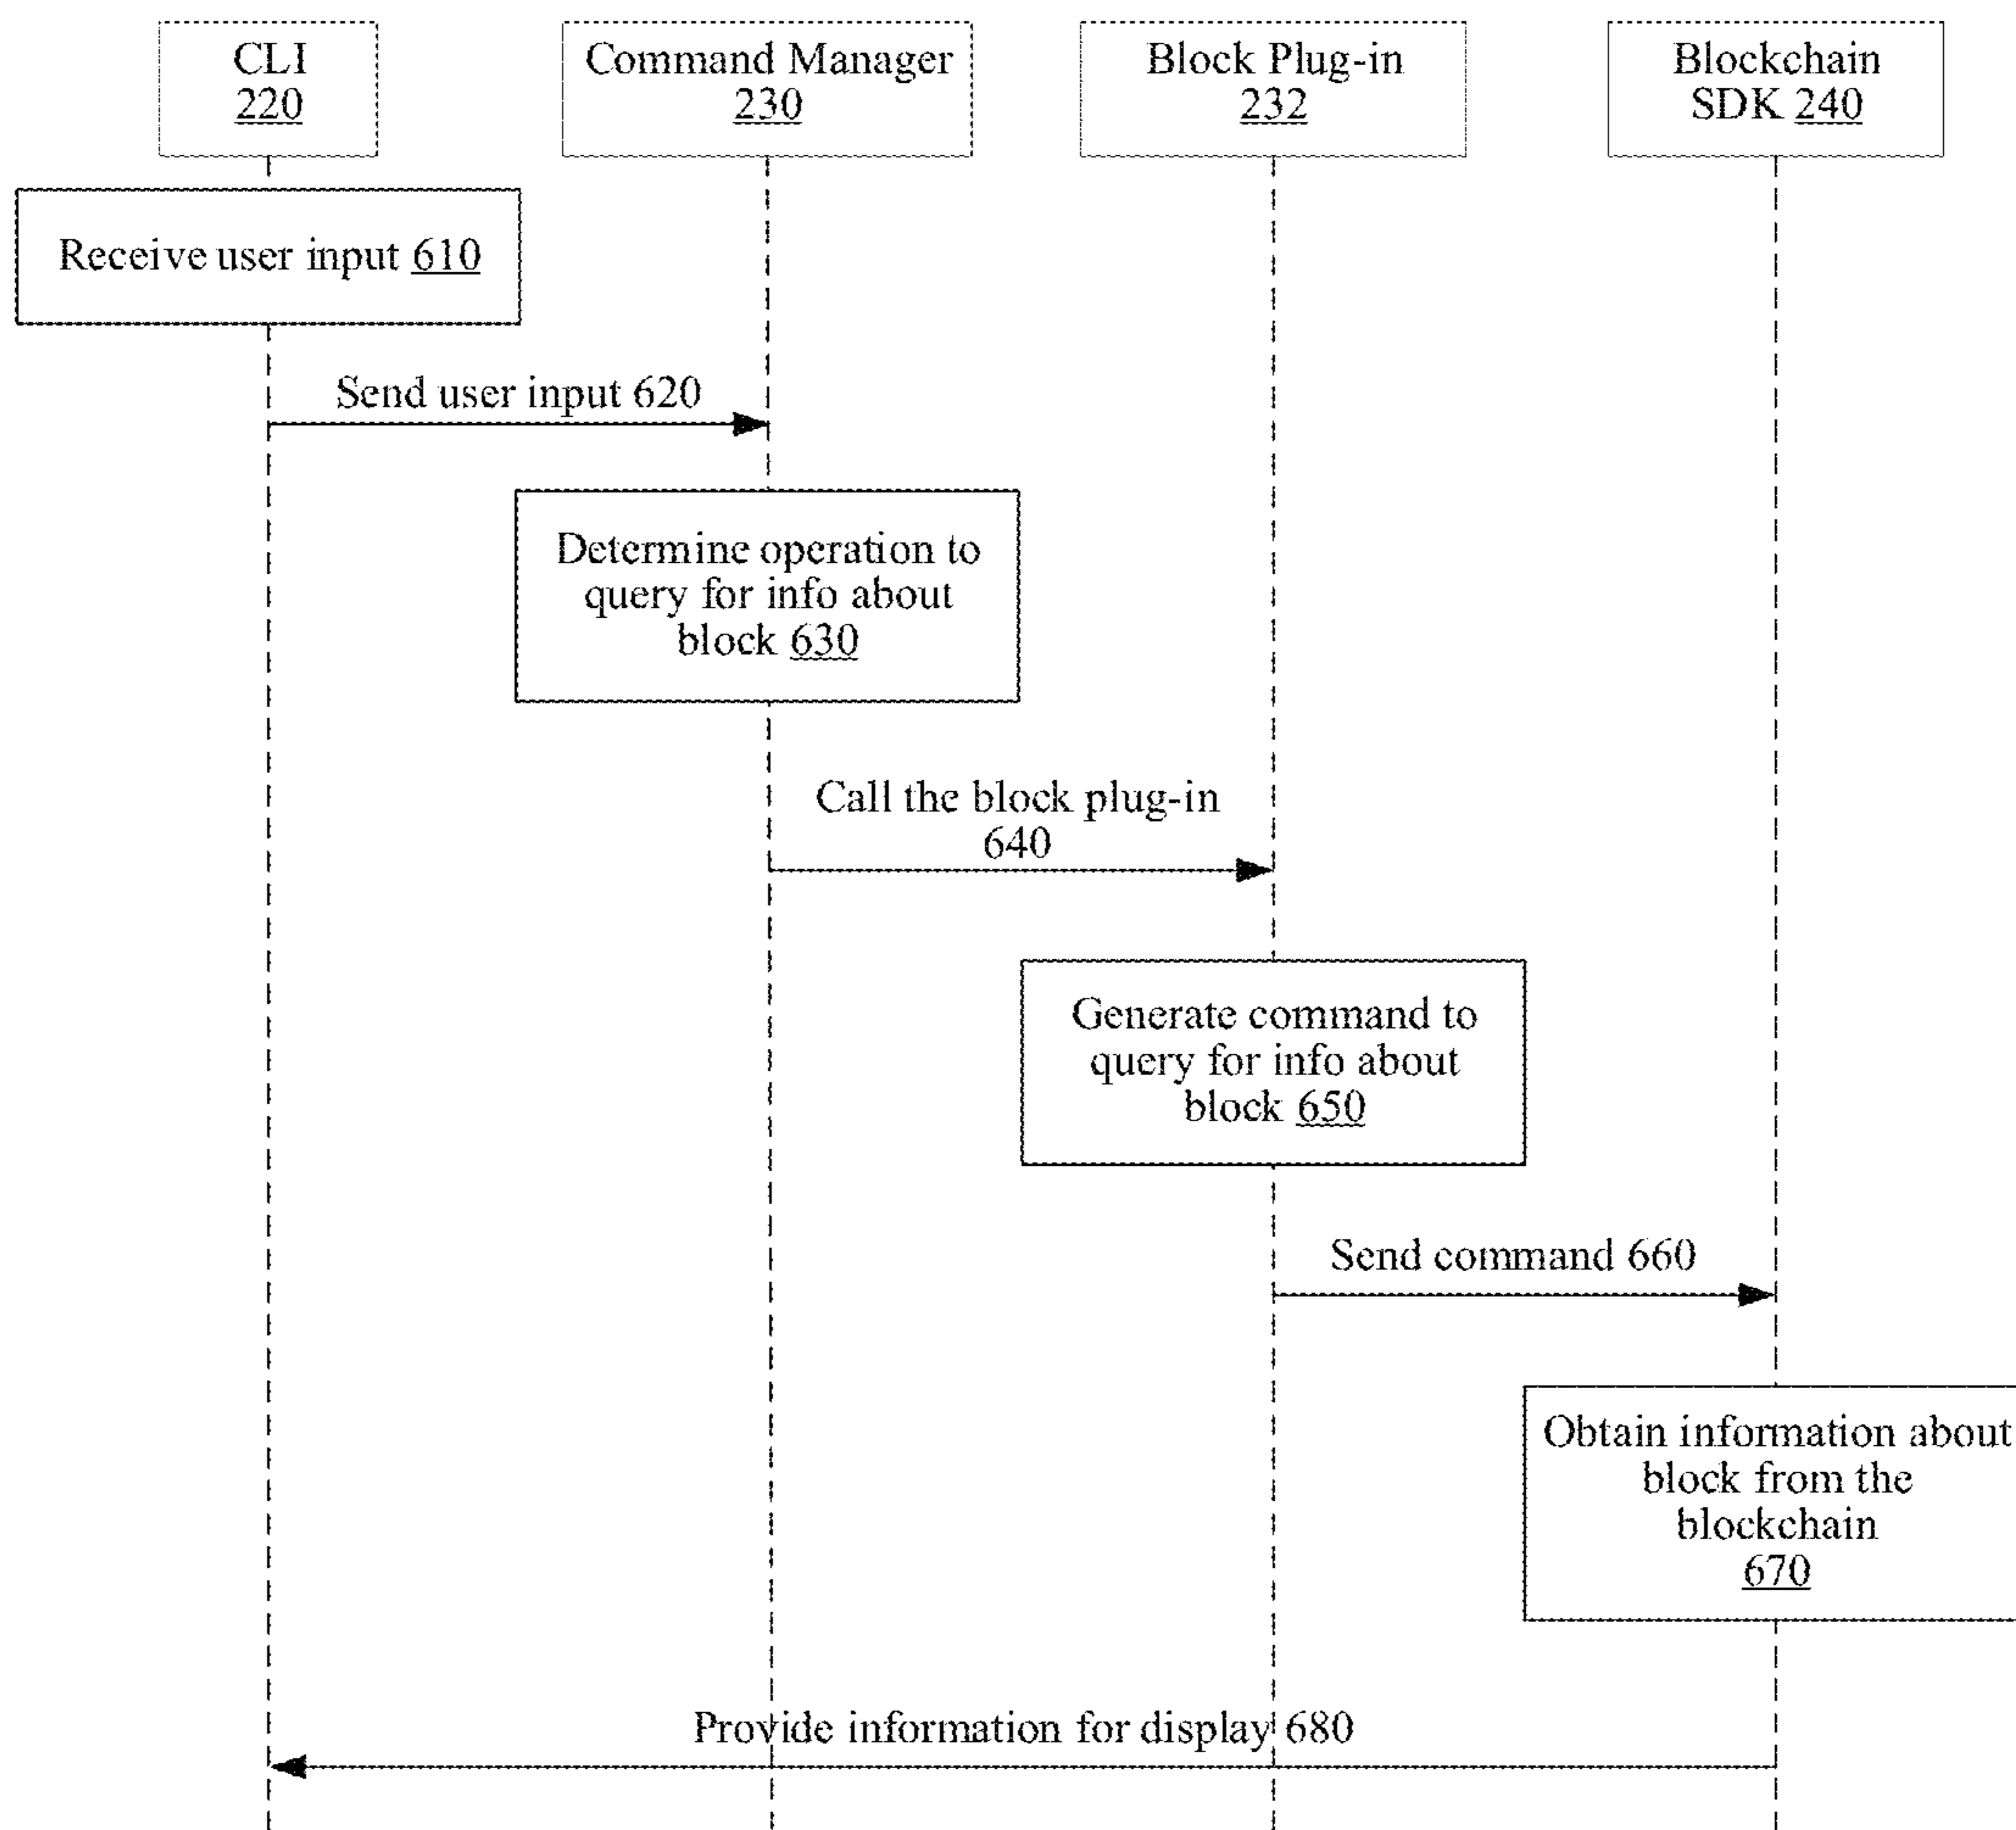 CLI
220
Command Manager
230
Block Plug-in
232
Blockchain
SDK 240
Receive user input 610
Send user input 620
Determine operation to
query for info about
block 630
Call the block plug-in
640
Generate command to
query for info about
block 650
Send command 660
Obtain information about
block from the
blockchain
670
Provide information for display 680